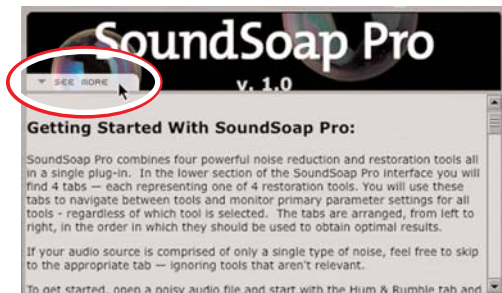 SoundSoap Pro
SEE MORE
v. 1.0
Getting Started With SoundSoap Pro:
SoundSoap Pro combines four powerful noise reduction and restoration tools all
in a single plug-in. In the lower section of the SoundSoap Pro interface you will
find 4 tabs — each representing one of 4 restoration tools. You will use these
tabs to navigate between tools and monitor primary parameter settings for all
tools - regardless of which tool is selected. The tabs are arranged, from left to
right, in the order in which they should be used to obtain optimal results.
If your audio source is comprised of only a single type of noise, feel free to skip
to the appropriate tab — ignoring tools that aren't relevant.
To get started, open a noisy audio file and start with the Hum & Rumble tab and